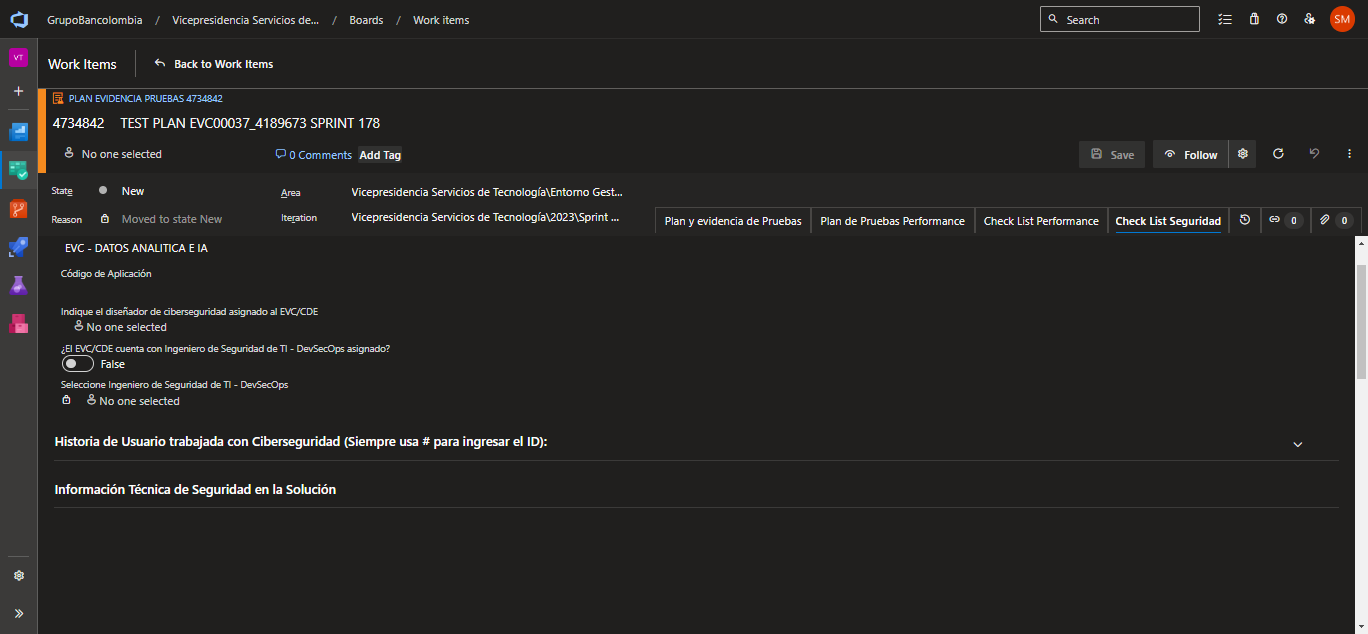 GrupoBancolombia / Vicepresidencia Servicios de... / Boards / Work items
Search
SM
VT
Work Items
Back to Work Items
PLAN EVIDENCIA PRUEBAS 4734842
4734842 TEST PLAN EVC00037_4189673 SPRINT 178
No one selected
0 Comments
Add Tag
Save
Follow
State
New
Area
Vicepresidencia Servicios de Tecnología\Entorno Gest...
Reason
Moved to state New
Iteration
Vicepresidencia Servicios de Tecnología\2023\Sprint ...
Plan y evidencia de Pruebas
Plan de Pruebas Performance
Check List Performance
Check List Seguridad
0
0
EVC - DATOS ANALITICA E IA
Código de Aplicación
Indique el diseñador de ciberseguridad asignado al EVC/CDE
No one selected
¿El EVC/CDE cuenta con Ingeniero de Seguridad de TI - DevSecOps asignado?
False
Seleccione Ingeniero de Seguridad de TI - DevSecOps
No one selected
Historia de Usuario trabajada con Ciberseguridad (Siempre usa # para ingresar el ID):
Información Técnica de Seguridad en la Solución